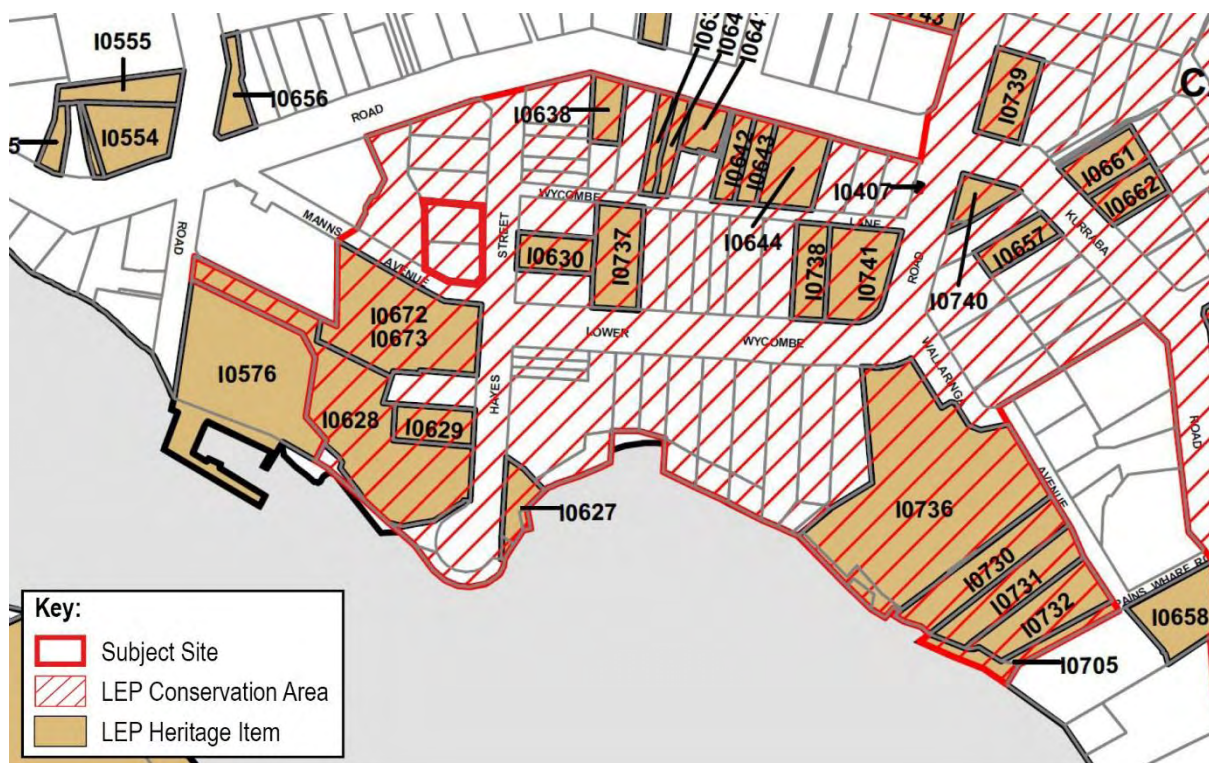 I0555
I0656
I0554
ROAD
I0638
I0642
I0643
I0644
I0407
I0739
I0661
I0662
C
WYCOMBE
LANE
MANNS
AVENUE
STREET
ROAD
I0630
I0737
I0738
I0741
ROAD
I0740
I0657
KURRABA
I0672
I0673
LOWER
WYCOMBE
WALLARINGA
AVENUE
ROAD
I0576
I0628
I0629
HAYES
I0627
I0736
I0730
I0731
I0732
I0705
I0658
Key:
Subject Site
LEP Conservation Area
LEP Heritage Item